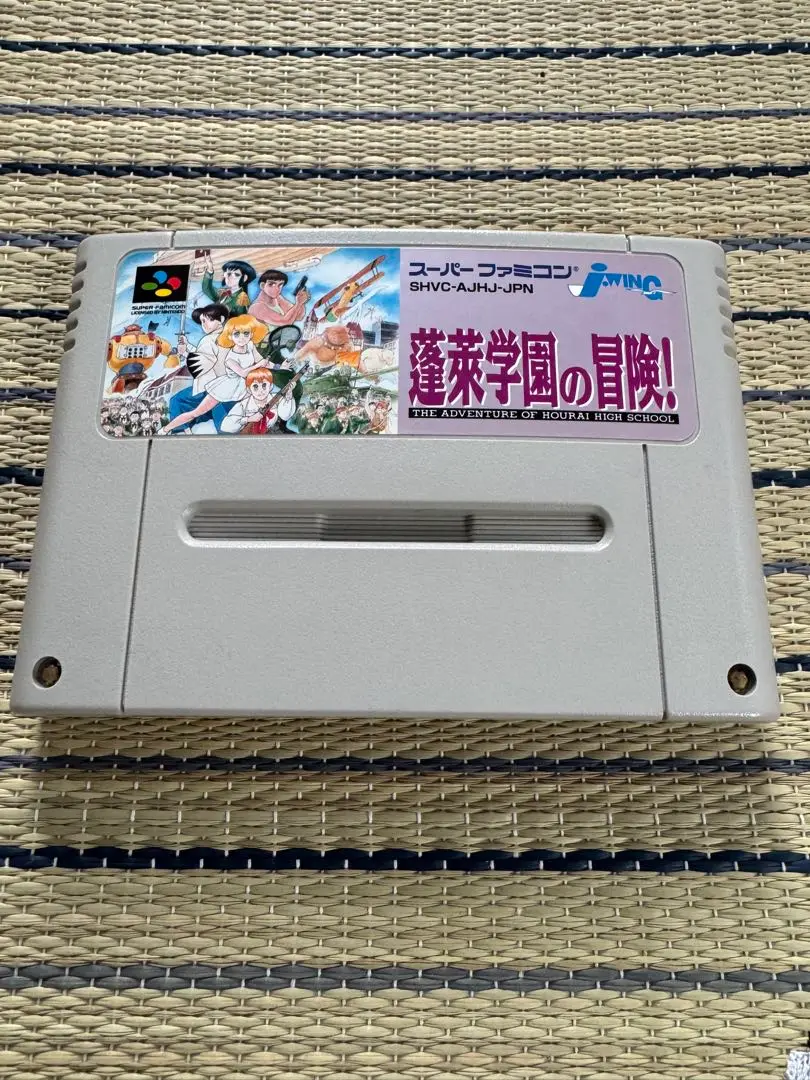 SUPER FAMICOM
LICENSED BY NINTENDO
スーパーファミコン®
J・WING
SHVC-AJHJ-JPN
蓬萊学園の冒険!
THE ADVENTURE OF HOURAI HIGH SCHOOL